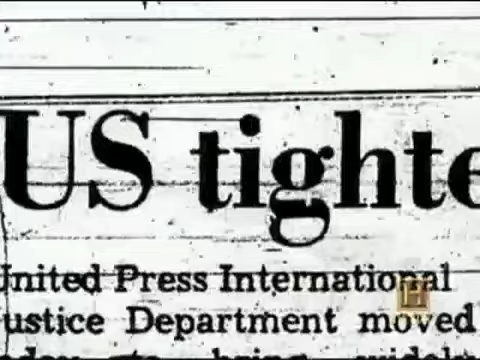 US tighte
United Press International
ustice Department moved
H